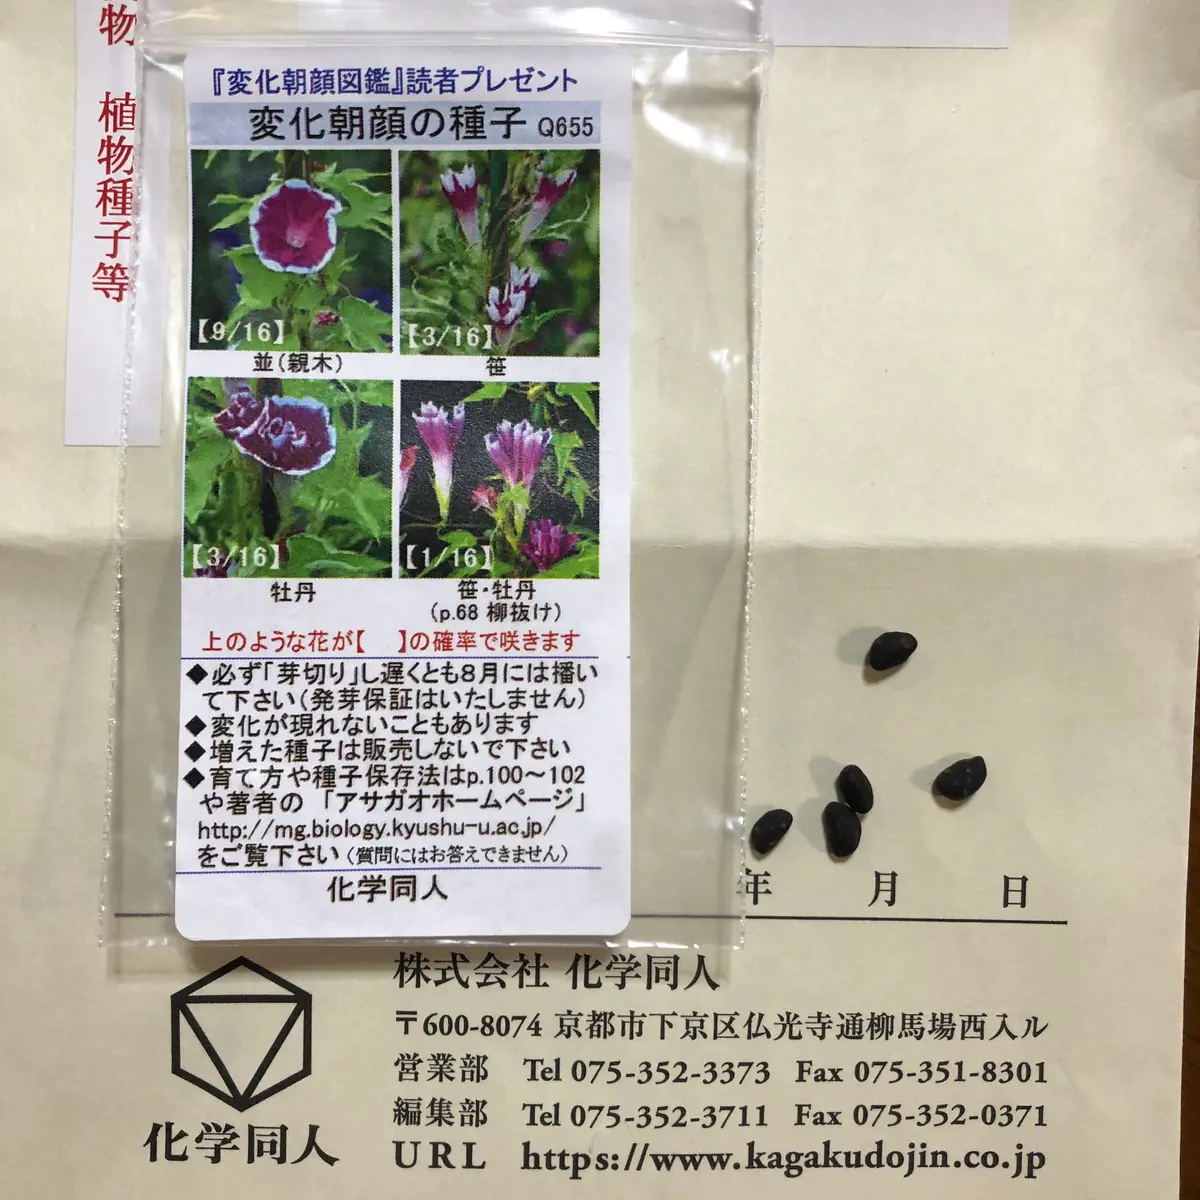 物 植物種子等
『変化朝顔図鑑』読者プレゼント
変化朝顔の種子 Q655
【9/16】
【3/16】
並(親木)
笹
【3/16】
【1/16】
牡丹
笹・牡丹
(p.68 柳抜け)
上のような花が【 】の確率で咲きます
◆必ず「芽切り」し遅くとも8月には播い
て下さい(発芽保証はいたしません)
◆変化が現れないこともあります
◆増えた種子は販売しないで下さい
◆育て方や種子保存法はp.100〜102
や著者の「アサガオホームページ」
http://mg.biology.kyushu-u.ac.jp/
をご覧下さい(質問にはお答えできません)
化学同人
年 月 日
株式会社 化学同人
〒600-8074 京都市下京区仏光寺通柳馬場西入ル
営業部 Tel 075-352-3373 Fax 075-351-8301
編集部 Tel 075-352-3711 Fax 075-352-0371
URL https://www.kagakudojin.co.jp
化学同人